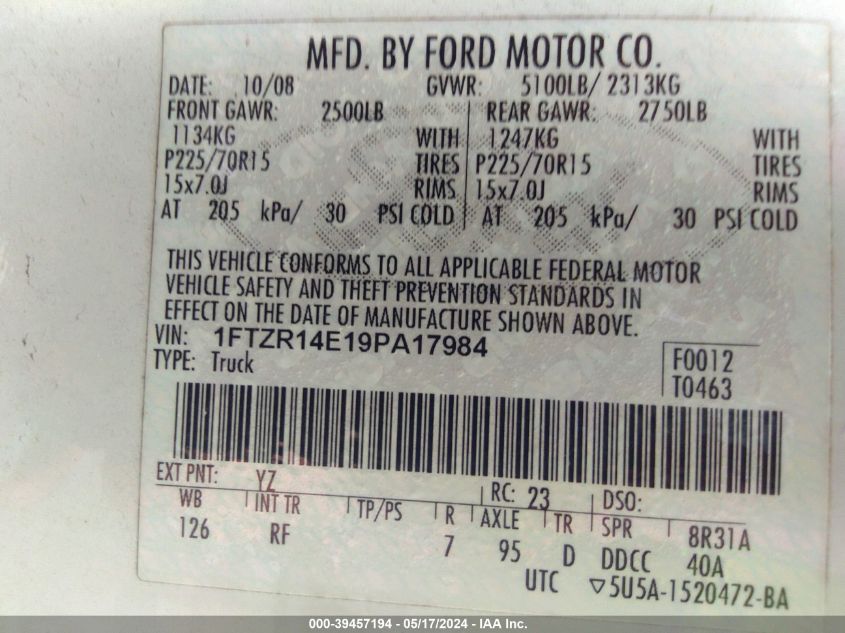 MFD. BY FORD MOTOR CO.
DATE: 10/08 GVWR: 5100LB/ 2313KG
FRONT GAWR: 2500LB REAR GAWR: 2750LB
1134KG WITH 1247KG WITH
P225/70R15 TIRES P225/70R15 TIRES
15x7.0J RIMS 15x7.0J RIMS
AT 205 kPa/ 30 PSI COLD AT 205 kPa/ 30 PSI COLD
THIS VEHICLE CONFORMS TO ALL APPLICABLE FEDERAL MOTOR
VEHICLE SAFETY AND THEFT PREVENTION STANDARDS IN
EFFECT ON THE DATE OF MANUFACTURE SHOWN ABOVE.
VIN: 1FTZR14E19PA17984
TYPE: Truck
F0012
T0463
EXT PNT: YZ RC: 23 DSO:
WB INT TR TP/PS R AXLE TR SPR 8R31A
126 RF 7 95 D DDCC 40A
UTC ▽5U5A-1520472-BA
000-39457194 - 05/17/2024 - IAA Inc.